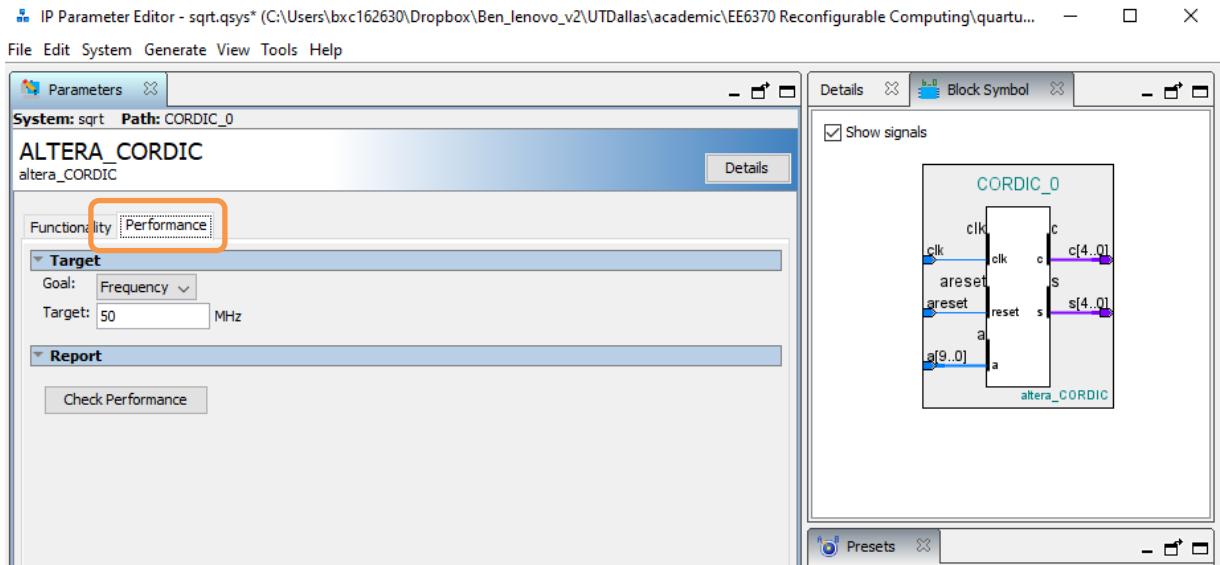 IP Parameter Editor - sqrt.qsys* (C:\Users\bxc162630\Dropbox\Ben_lenovo_v2\UTDallas\academic\EE6370 Reconfigurable Computing\quartu...
File Edit System Generate View Tools Help
Parameters
System: sqrt Path: CORDIC_0
ALTERA_CORDIC
altera_CORDIC
Details
Functionality Performance
Target
Goal: Frequency
Target: 50 MHz
Report
Check Performance
Details Block Symbol
Show signals
CORDIC_0
clk c
clk clk c c[4..0]
areset s
areset reset s s[4..0]
a
a[9..0] a
altera_CORDIC
Presets